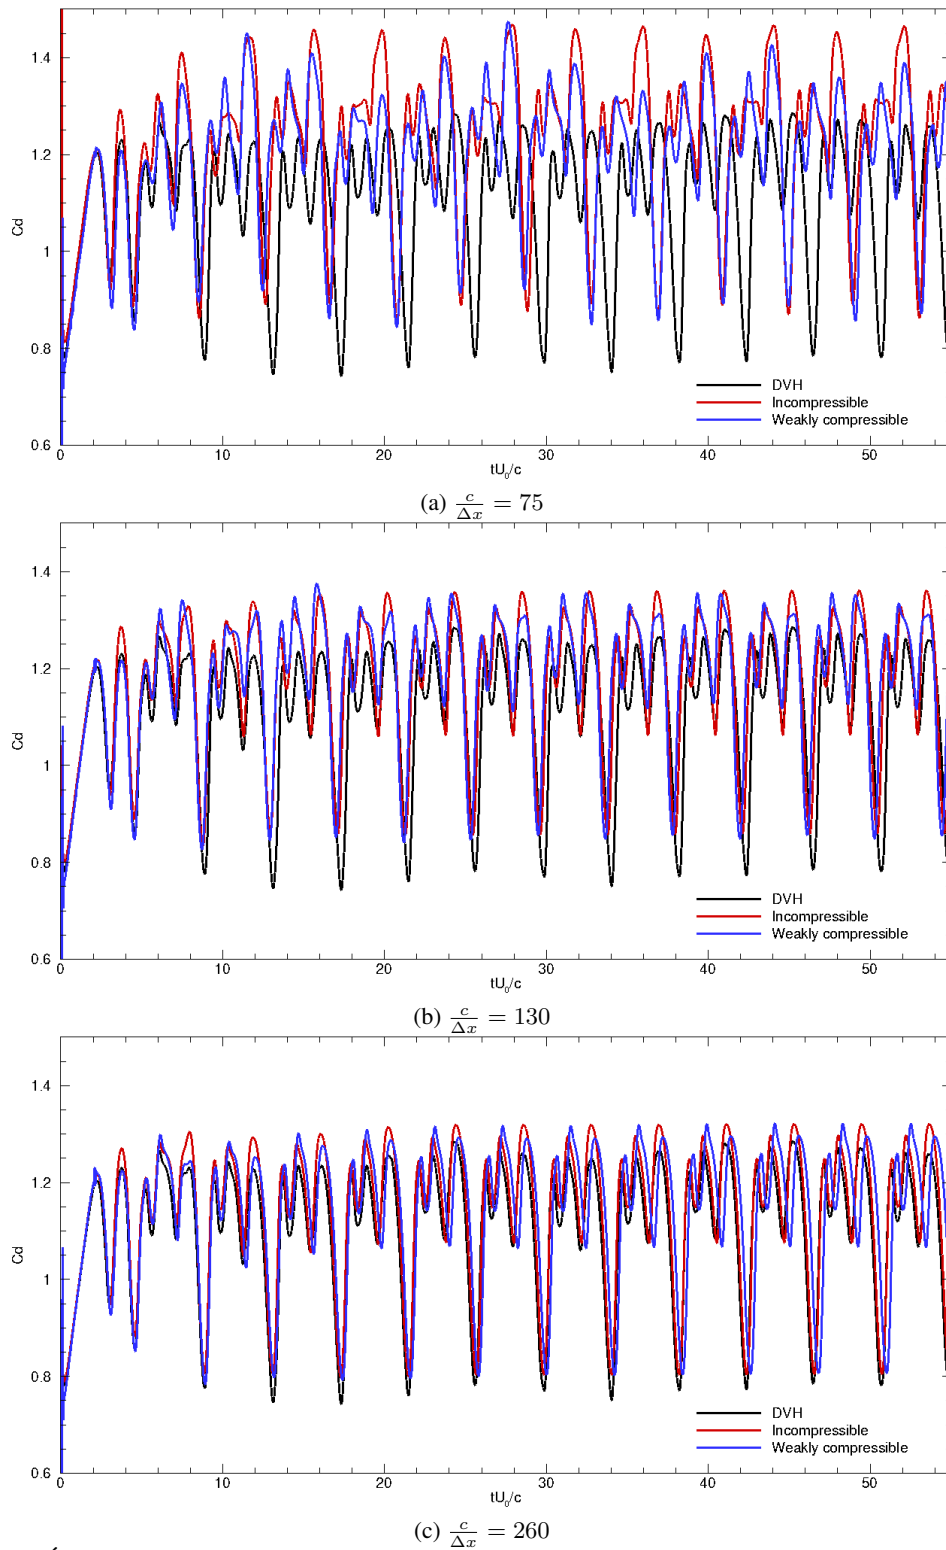 1.4
1.2
1
0.8
0.6
Cd
0 10 20 30 40 50
tU₀/c
DVH
Incompressible
Weakly compressible
(a) c/Δx = 75
1.4
1.2
1
0.8
0.6
Cd
0 10 20 30 40 50
tU₀/c
DVH
Incompressible
Weakly compressible
(b) c/Δx = 130
1.4
1.2
1
0.8
0.6
Cd
0 10 20 30 40 50
tU₀/c
DVH
Incompressible
Weakly compressible
(c) c/Δx = 260